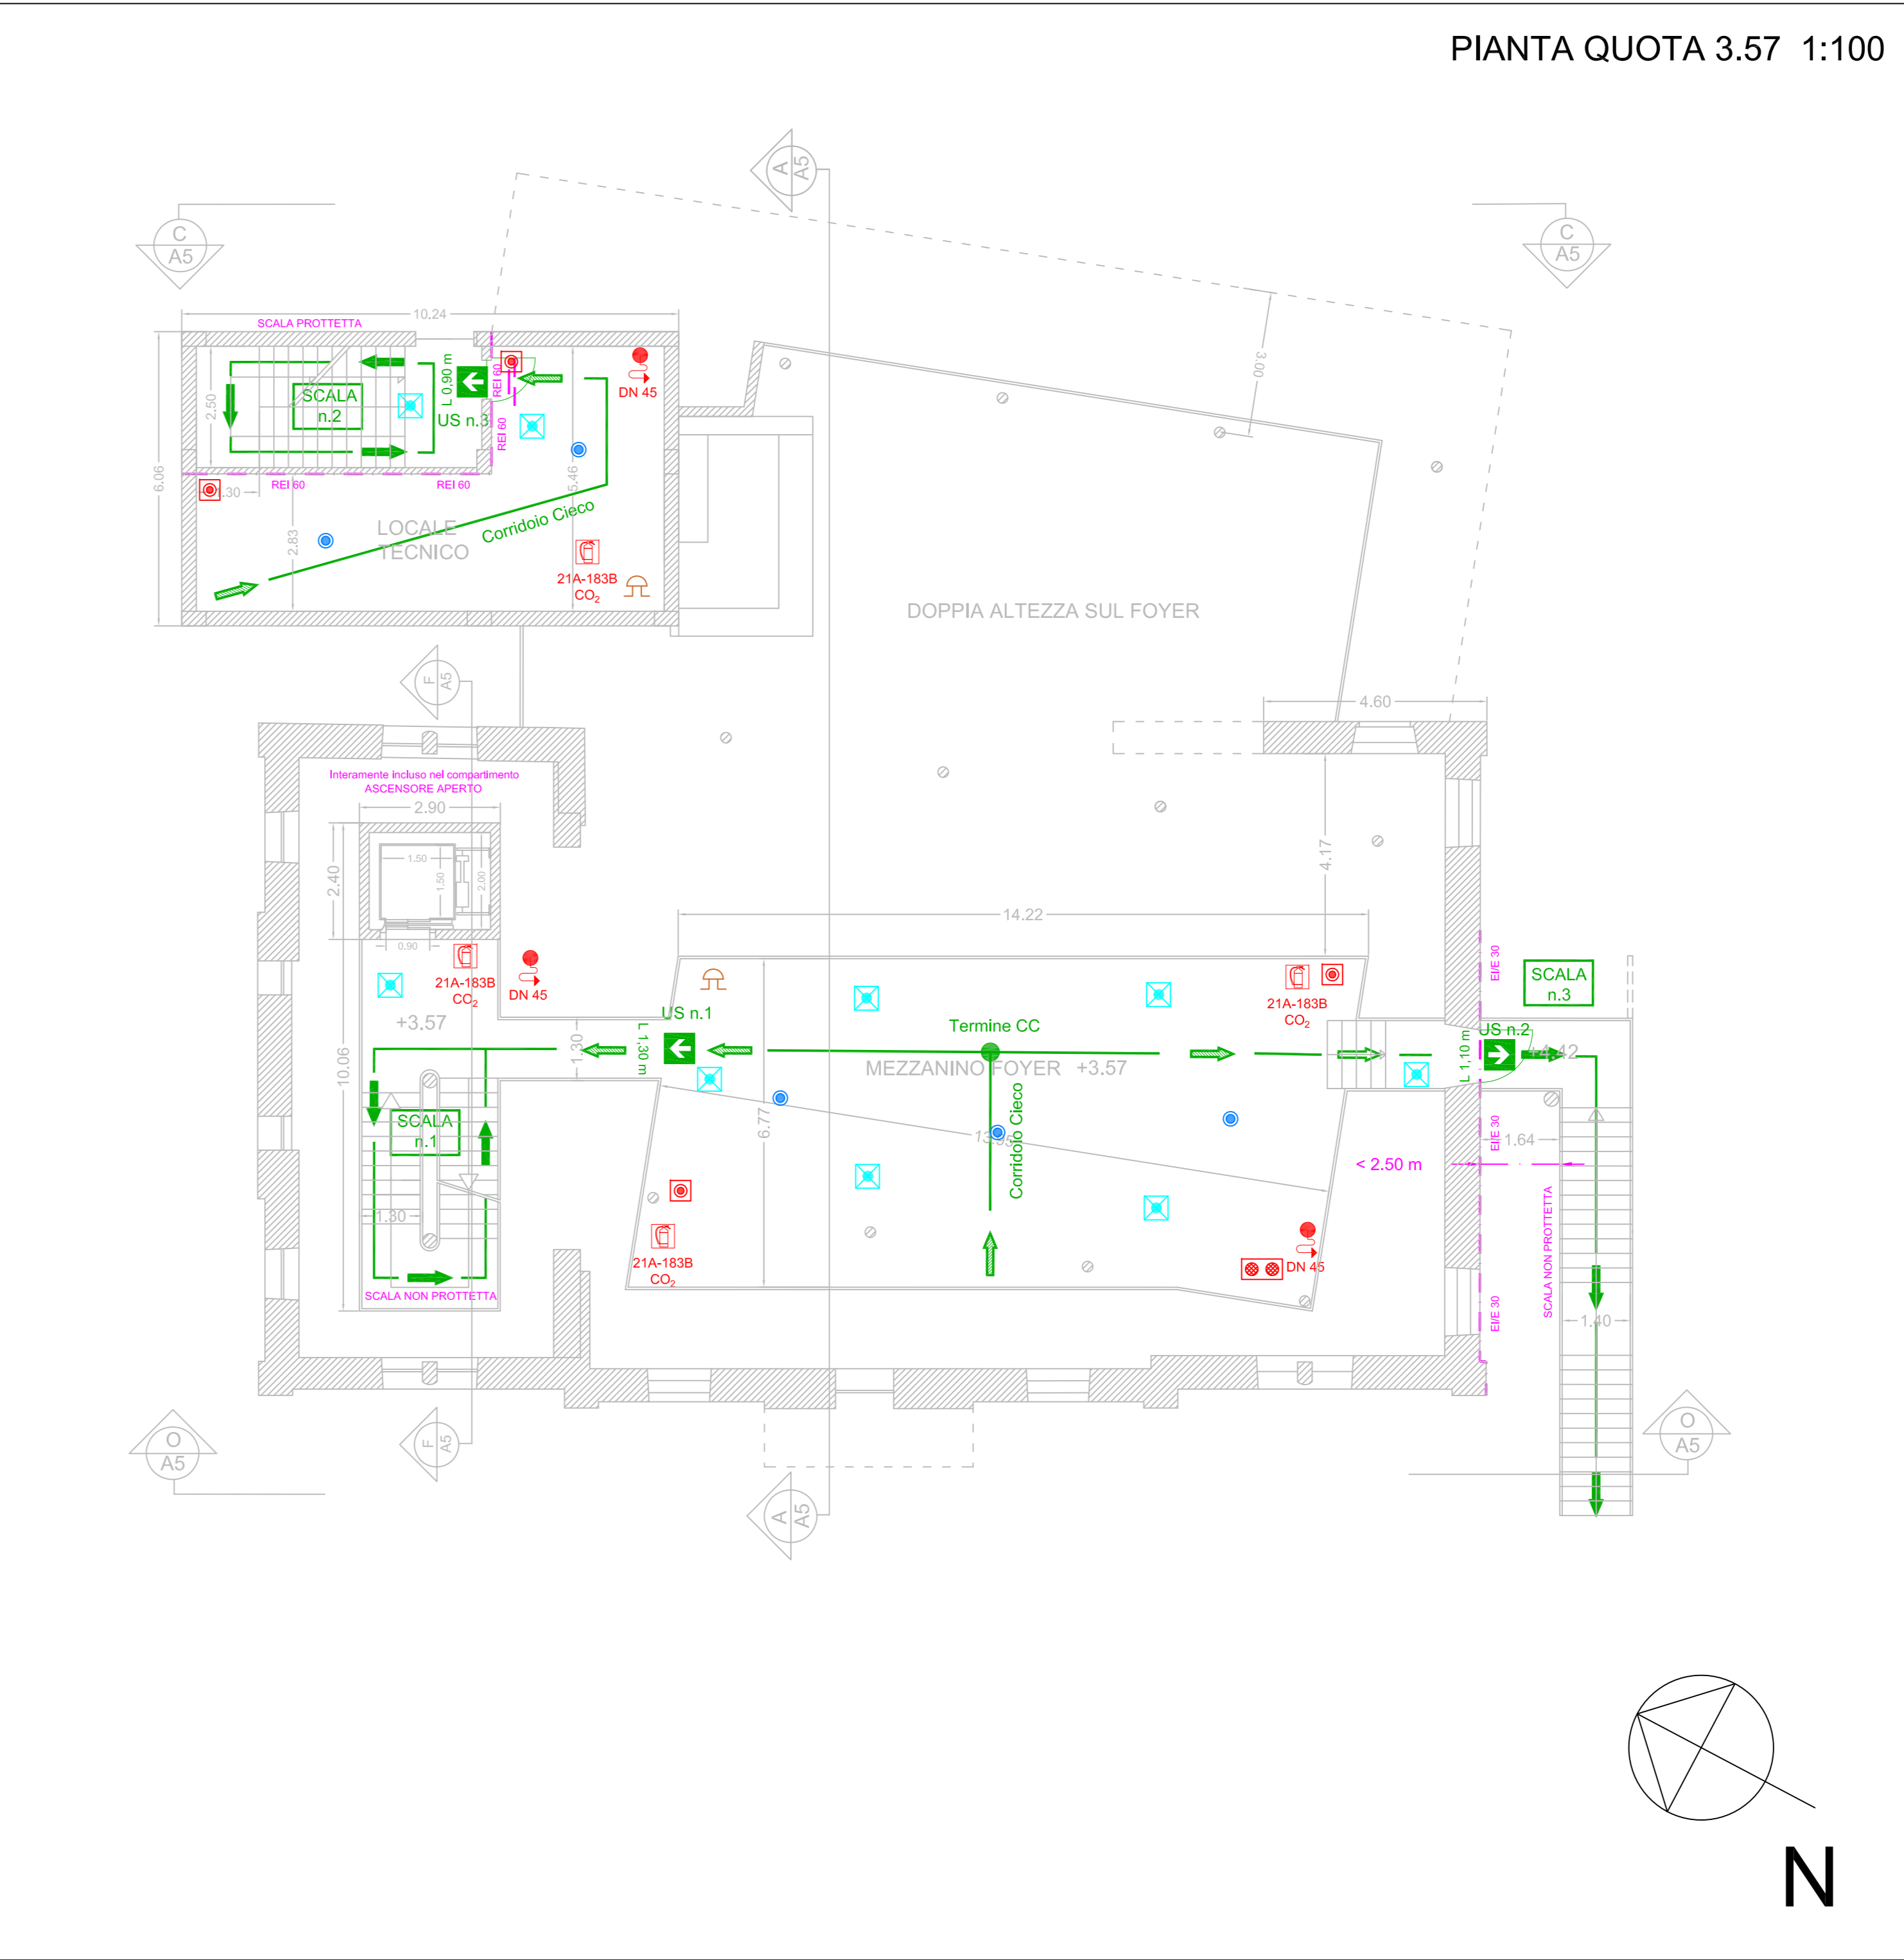 PIANTA QUOTA 3.57 1:100
A
A5
C
A5
C
A5
10.24
SCALA PROTTETTA
3.00
L 0,90 m
REI 60
DN 45
SCALA
n.2
US n.3
2.50
REI 60
6.06
REI 60
REI 60
1.30
5.46
Corridoio Cieco
LOCALE
TECNICO
2.83
21A-183B
CO2
DOPPIA ALTEZZA SUL FOYER
F
A5
4.60
Interamente incluso nel compartimento
ASCENSORE APERTO
2.90
1.50
1.50
2.00
2.40
4.17
14.22
0.90
21A-183B
CO2
DN 45
21A-183B
CO2
EI/E 30
SCALA
n.3
+3.57
US n.1
L 1,30 m
1.30
Termine CC
MEZZANINO FOYER +3.57
L 1,10 m
US n.2
+4.42
10.06
SCALA
n.1
6.77
13.95
Corridoio Cieco
EI/E 30
1.64
< 2.50 m
1.30
21A-183B
CO2
DN 45
SCALA NON PROTTETTA
SCALA NON PROTTETTA
EI/E 30
1.40
O
A5
F
A5
A
A5
O
A5
N